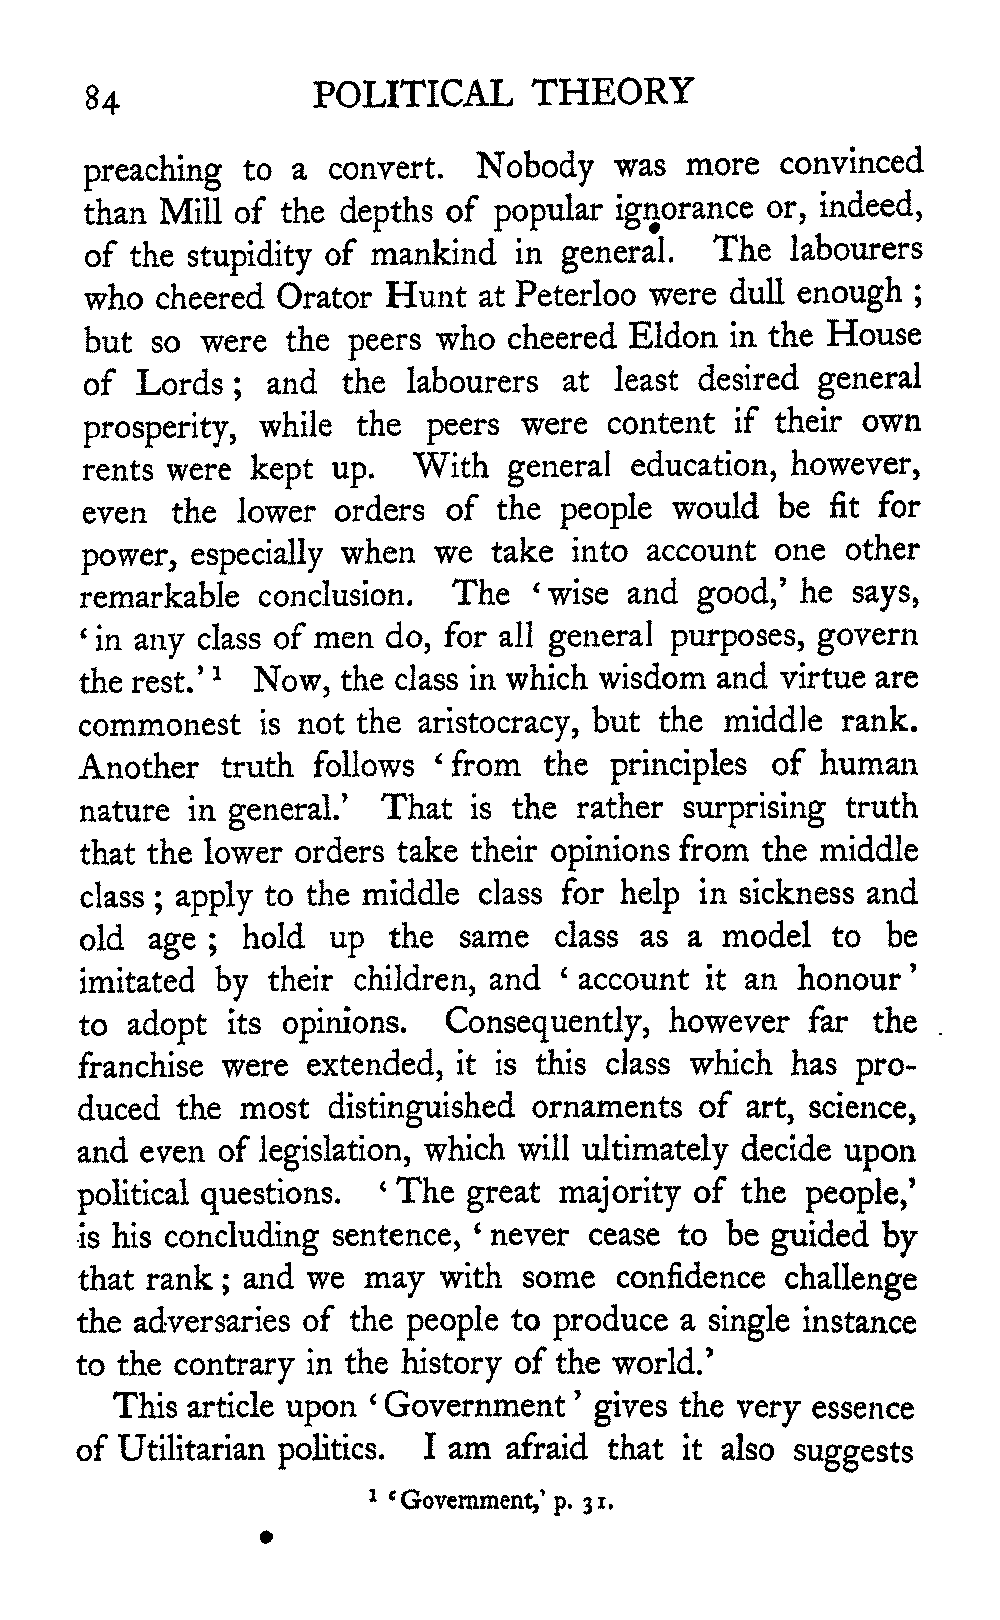 84 POLITICAL THEORY
preaching to a convert. Nobody was more convinced
than Mill of the depths of popular ignorance or, indeed,
of the stupidity of mankind in general. The labourers
who cheered Orator Hunt at Peterloo were dull enough ;
but so were the peers who cheered Eldon in the House
of Lords ; and the labourers at least desired general
prosperity, while the peers were content if their own
rents were kept up. With general education, however,
even the lower orders of the people would be fit for
power, especially when we take into account one other
remarkable conclusion. The ‘ wise and good,’ he says,
‘ in any class of men do, for all general purposes, govern
the rest.’ ¹ Now, the class in which wisdom and virtue are
commonest is not the aristocracy, but the middle rank.
Another truth follows ‘ from the principles of human
nature in general.’ That is the rather surprising truth
that the lower orders take their opinions from the middle
class ; apply to the middle class for help in sickness and
old age ; hold up the same class as a model to be
imitated by their children, and ‘ account it an honour ’
to adopt its opinions. Consequently, however far the
franchise were extended, it is this class which has pro-
duced the most distinguished ornaments of art, science,
and even of legislation, which will ultimately decide upon
political questions. ‘ The great majority of the people,’
is his concluding sentence, ‘ never cease to be guided by
that rank ; and we may with some confidence challenge
the adversaries of the people to produce a single instance
to the contrary in the history of the world.’
This article upon ‘ Government ’ gives the very essence
of Utilitarian politics. I am afraid that it also suggests
¹ ‘ Government,’ p. 31.